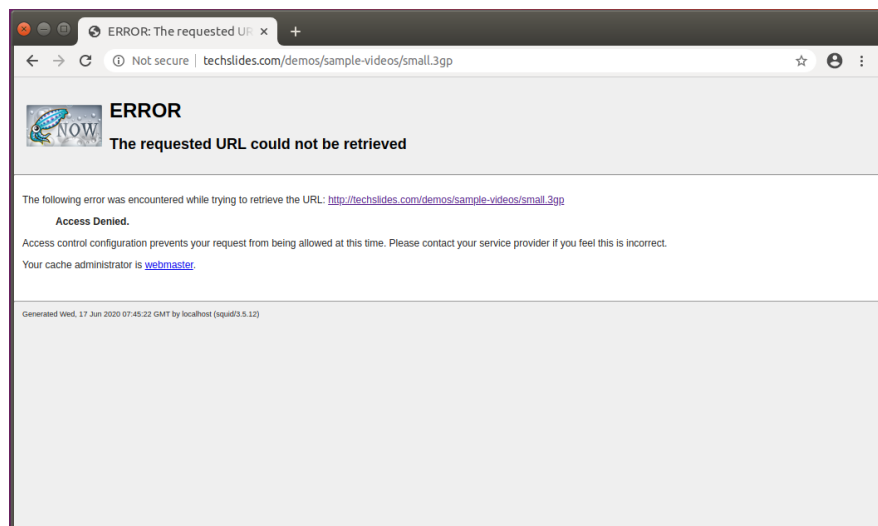 ERROR: The requested UR
Not secure | techslides.com/demos/sample-videos/small.3gp
NOW
ERROR
The requested URL could not be retrieved
The following error was encountered while trying to retrieve the URL: http://techslides.com/demos/sample-videos/small.3gp
Access Denied.
Access control configuration prevents your request from being allowed at this time. Please contact your service provider if you feel this is incorrect.
Your cache administrator is webmaster.
Generated Wed, 17 Jun 2020 07:45:22 GMT by localhost (squid/3.5.12)